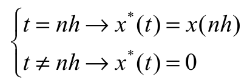 t = nh → x*(t) = x(nh)
t ≠ nh → x*(t) = 0